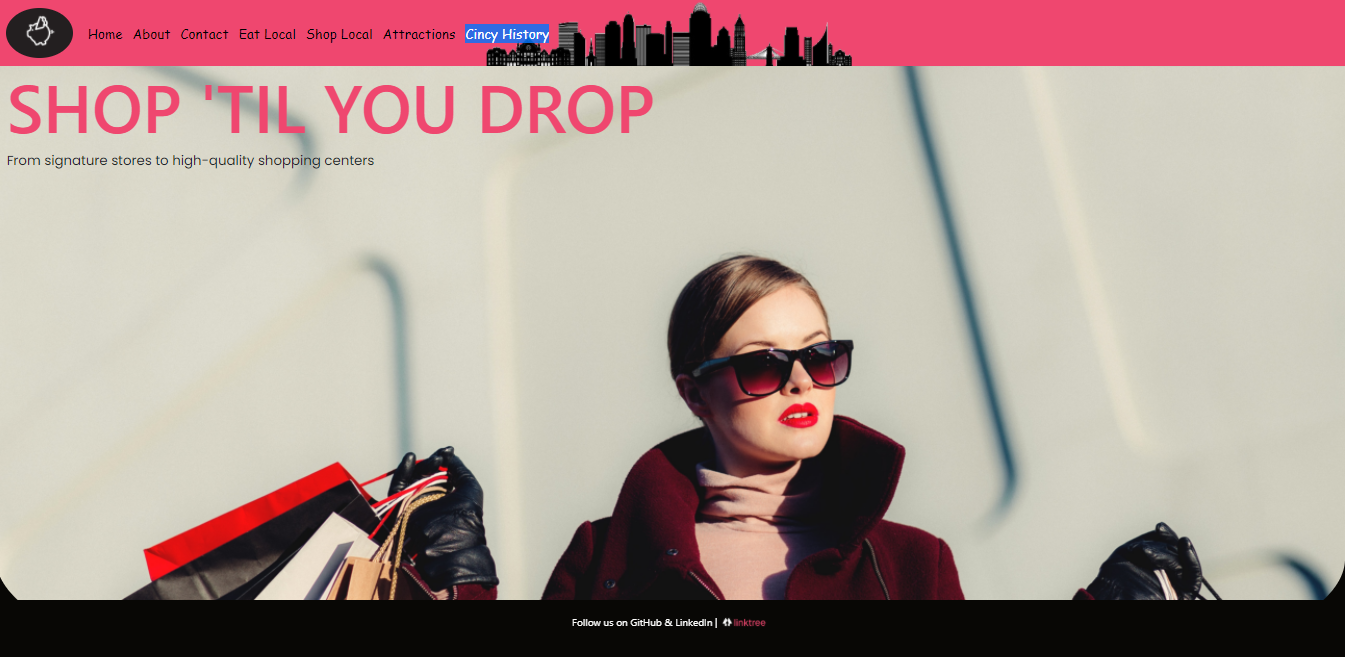 Home About Contact Eat Local Shop Local Attractions Cincy History
SHOP 'TIL YOU DROP
From signature stores to high-quality shopping centers
Follow us on GitHub & LinkedIn | linktree